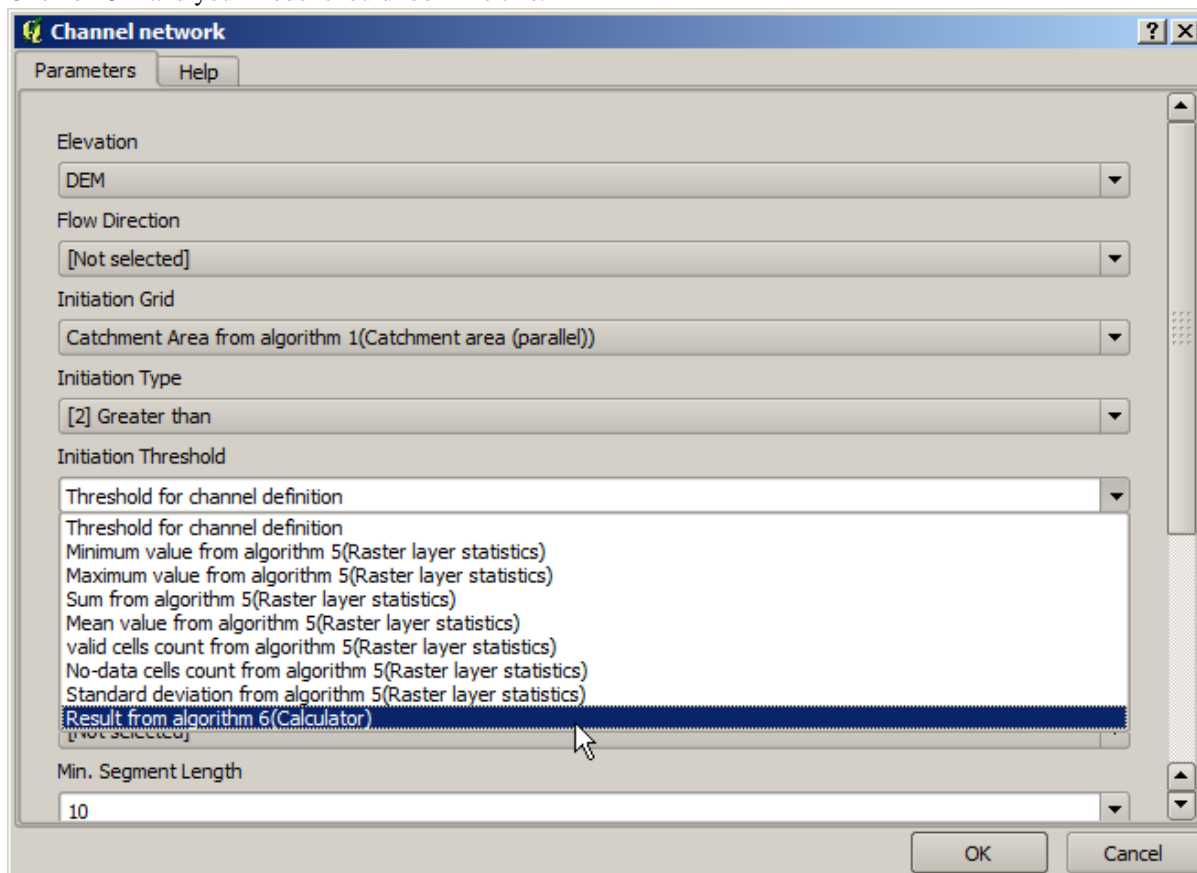 Channel network
Parameters
Help
Elevation
DEM
Flow Direction
[Not selected]
Initiation Grid
Catchment Area from algorithm 1(Catchment area (parallel))
Initiation Type
[2] Greater than
Initiation Threshold
Threshold for channel definition
Threshold for channel definition
Minimum value from algorithm 5(Raster layer statistics)
Maximum value from algorithm 5(Raster layer statistics)
Sum from algorithm 5(Raster layer statistics)
Mean value from algorithm 5(Raster layer statistics)
valid cells count from algorithm 5(Raster layer statistics)
No-data cells count from algorithm 5(Raster layer statistics)
Standard deviation from algorithm 5(Raster layer statistics)
Result from algorithm 6(Calculator)
[Not selected]
Min. Segment Length
10
OK
Cancel